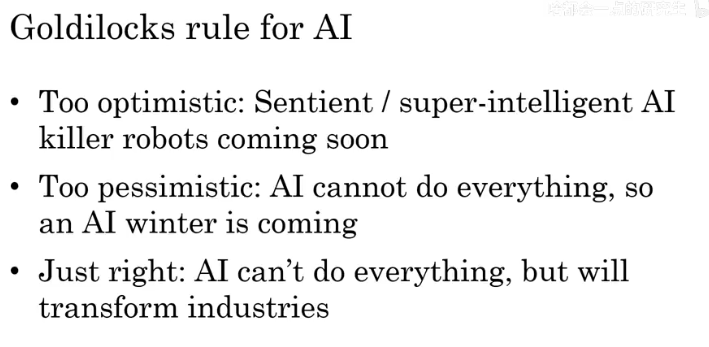 Goldilocks rule for AI
• Too optimistic: Sentient / super-intelligent AI
killer robots coming soon
• Too pessimistic: AI cannot do everything, so
an AI winter is coming
• Just right: AI can’t do everything, but will
transform industries